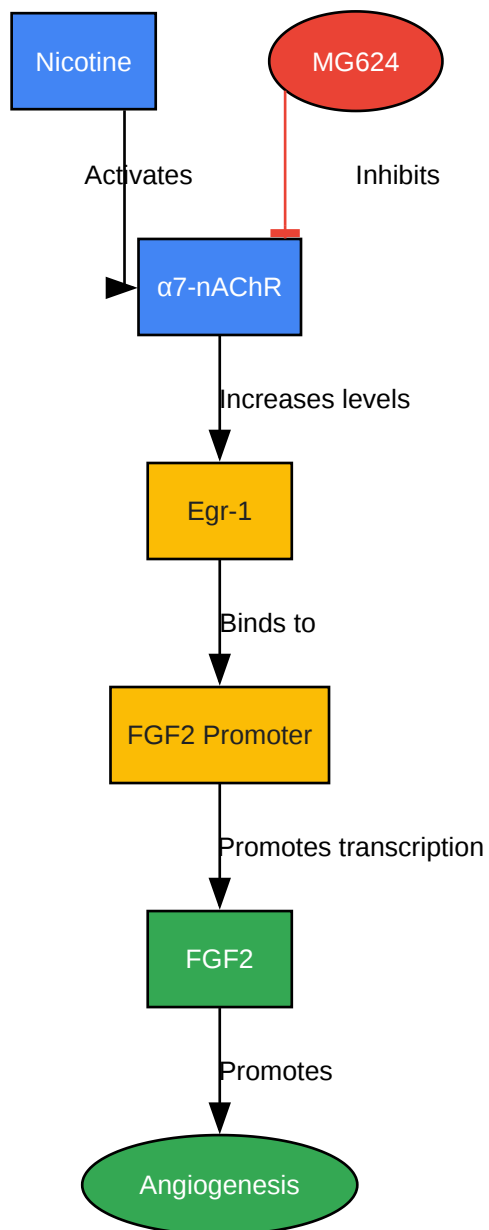 Nicotine
MG624
Activates
Inhibits
α7-nAChR
Increases levels
Egr-1
Binds to
FGF2 Promoter
Promotes transcription
FGF2
Promotes
Angiogenesis